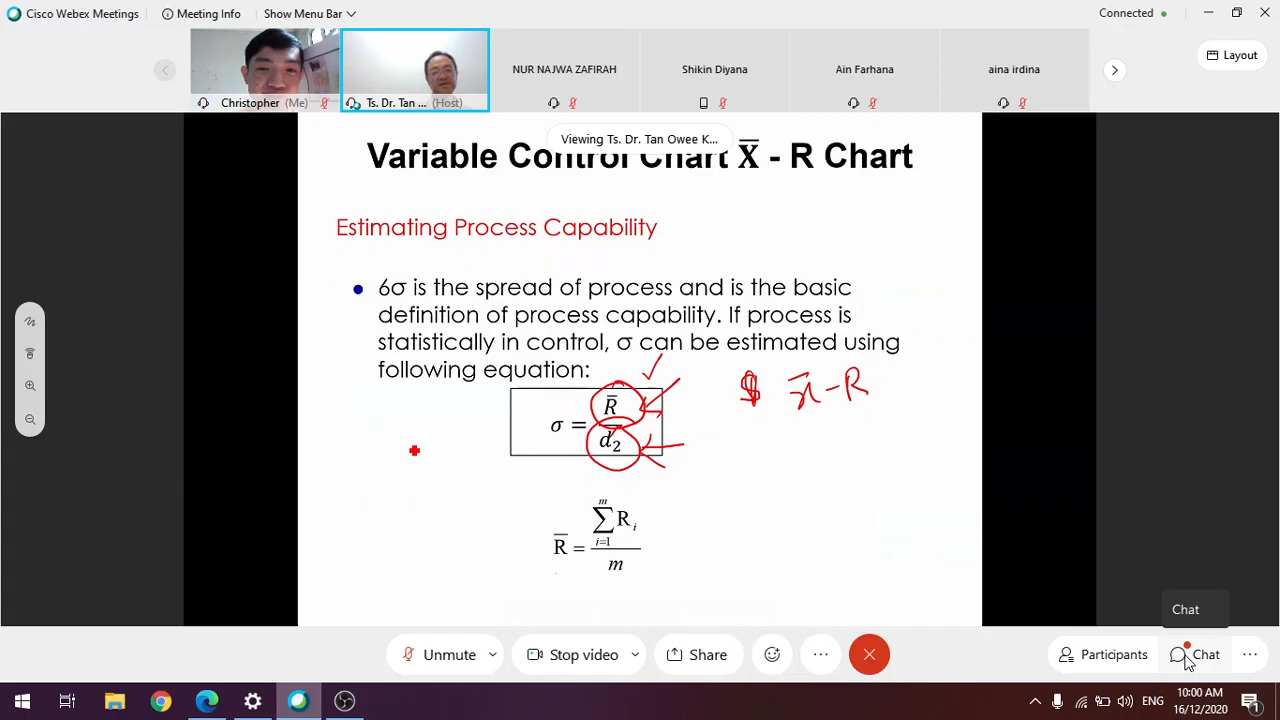 Cisco Webex Meetings
Meeting Info
Show Menu Bar
Connected
Layout
Christopher (Me)
Ts. Dr. Tan ... (Host)
NUR NAJWA ZAFIRAH
Shikin Diyana
Ain Farhana
aina irdina
Viewing Ts. Dr. Tan Owee K...
Variable Control Chart X̿ - R Chart
Estimating Process Capability
• 6σ is the spread of process and is the basic
definition of process capability. If process is
statistically in control, σ can be estimated using
following equation:
σ = R̅ / d₂
$ x̅ - R
R̅ = ∑ᵢ₌₁ᵐ Rᵢ / m
Chat
Unmute
Stop video
Share
Participants
Chat
ENG
10:00 AM
16/12/2020
1